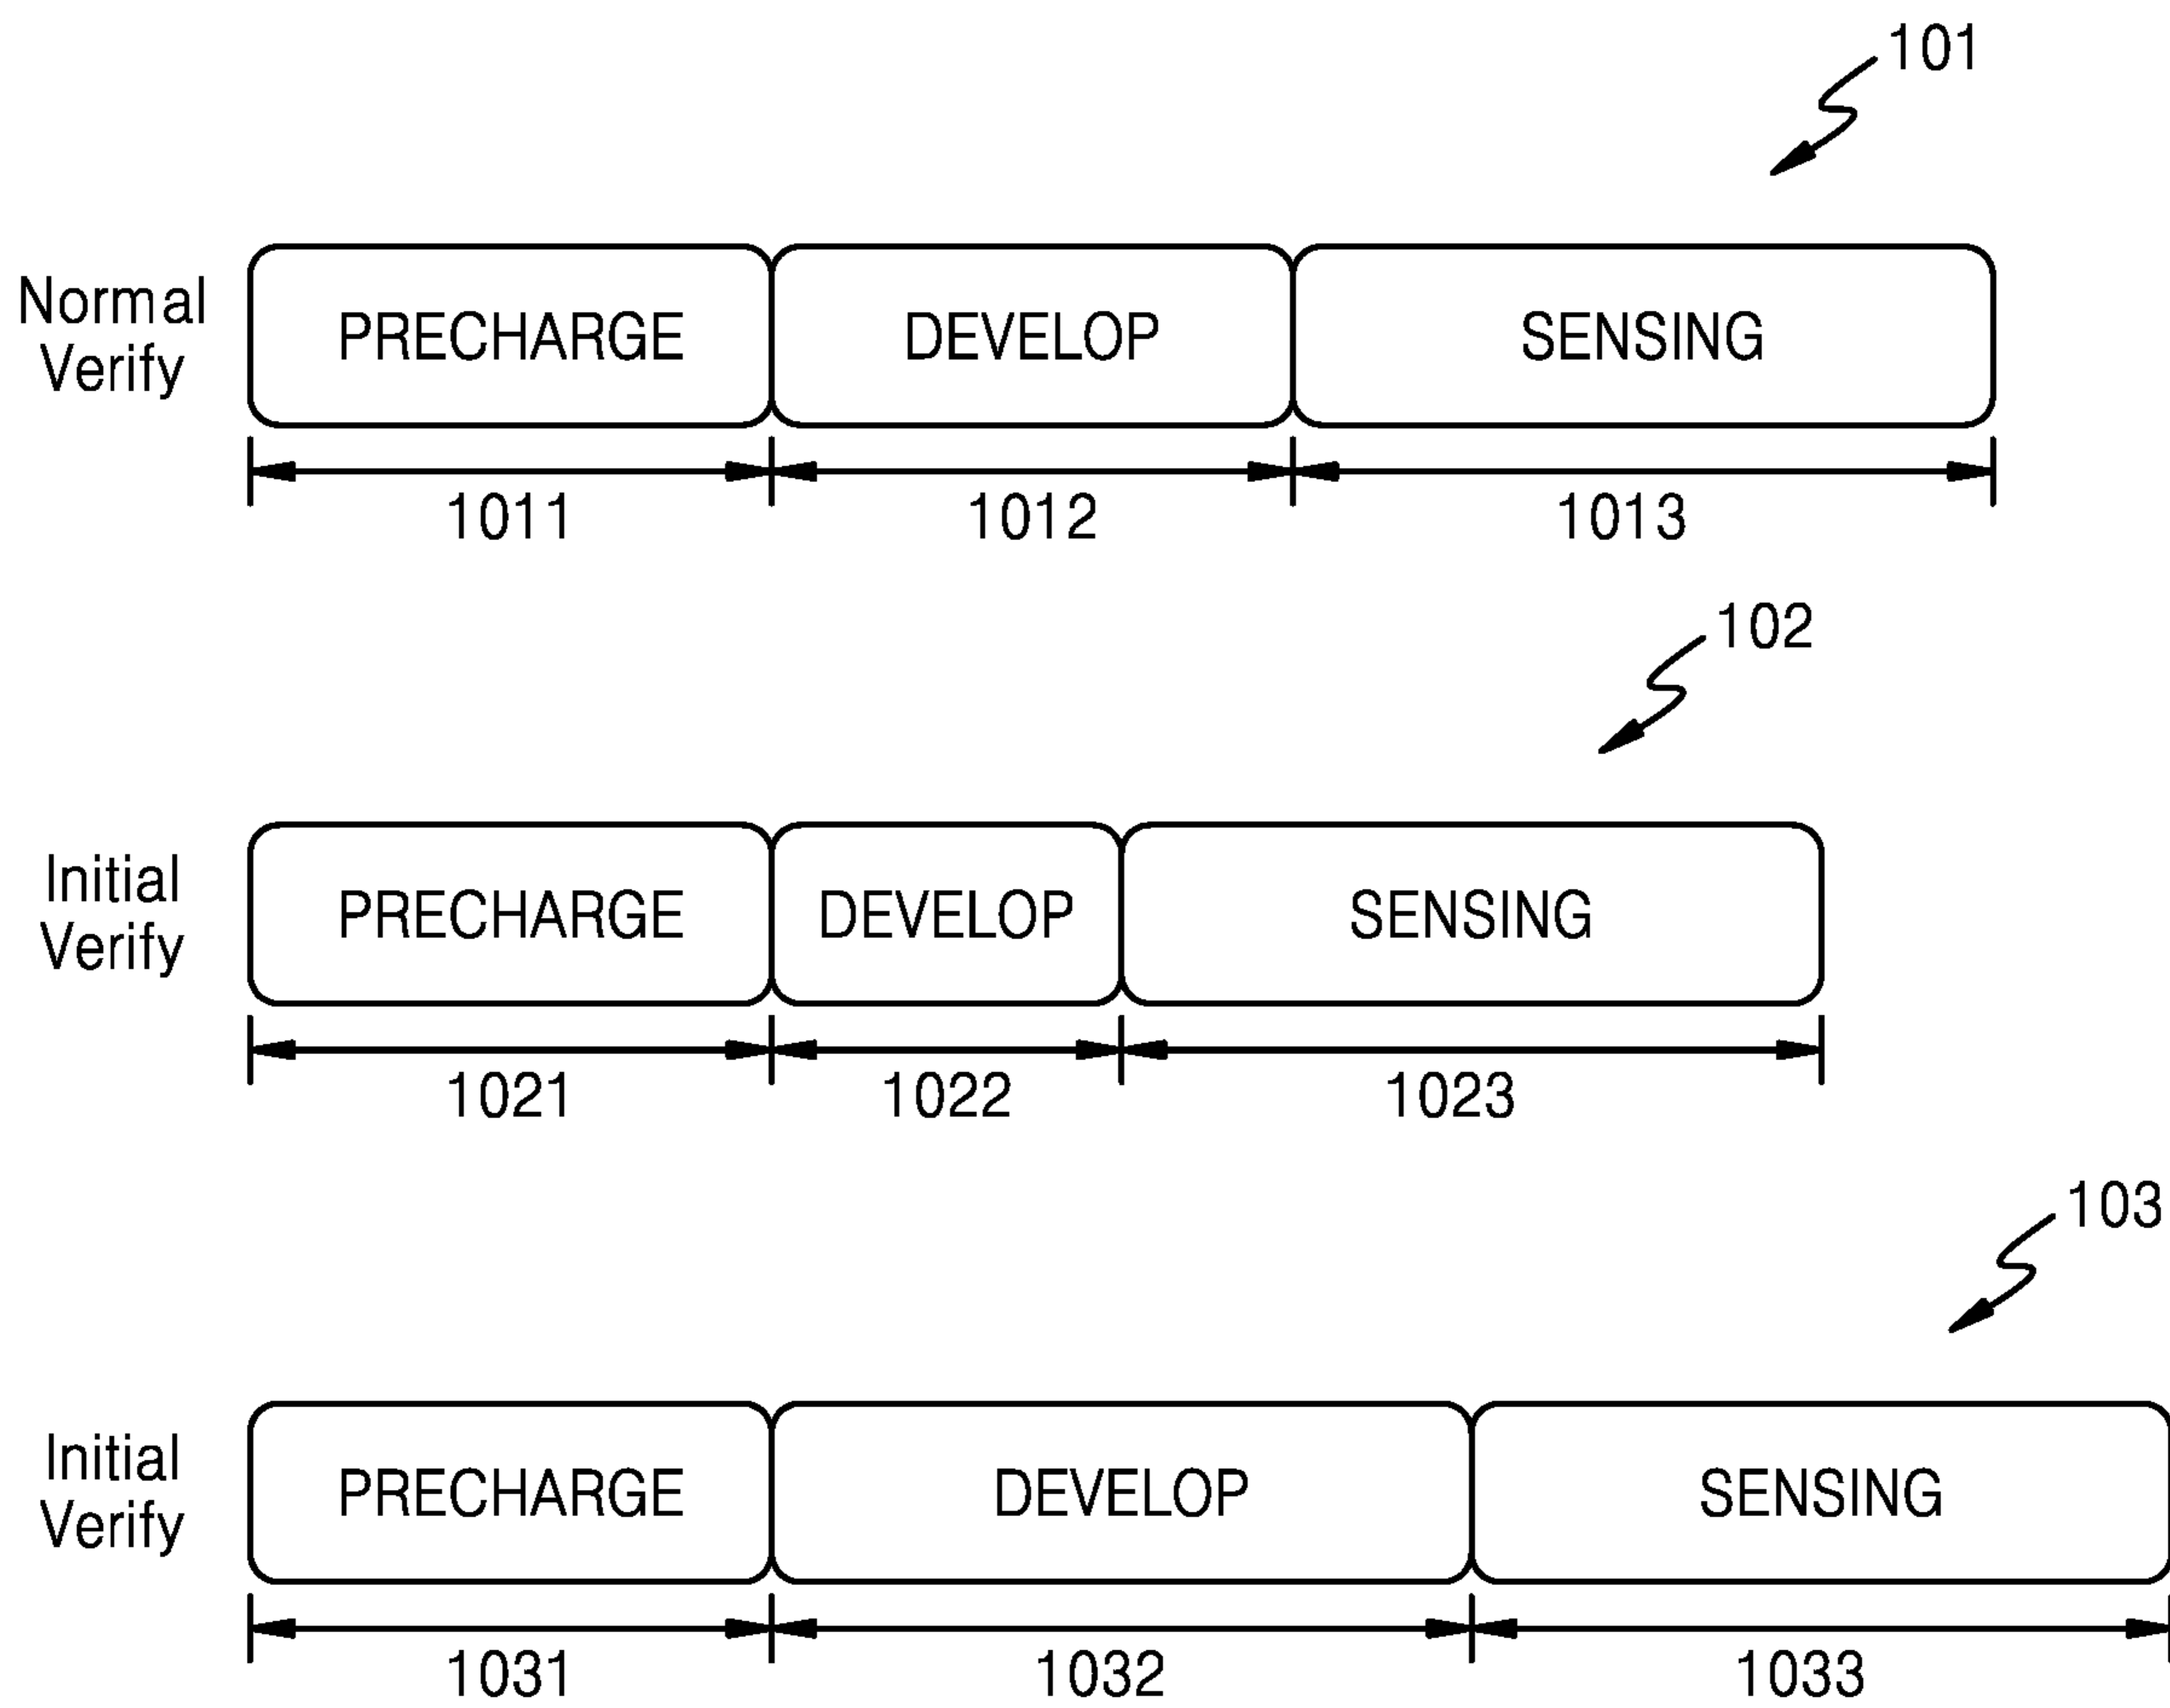 101
Normal
Verify
PRECHARGE DEVELOP SENSING
1011 1012 1013
102
Initial
Verify
PRECHARGE DEVELOP SENSING
1021 1022 1023
103
Initial
Verify
PRECHARGE DEVELOP SENSING
1031 1032 1033